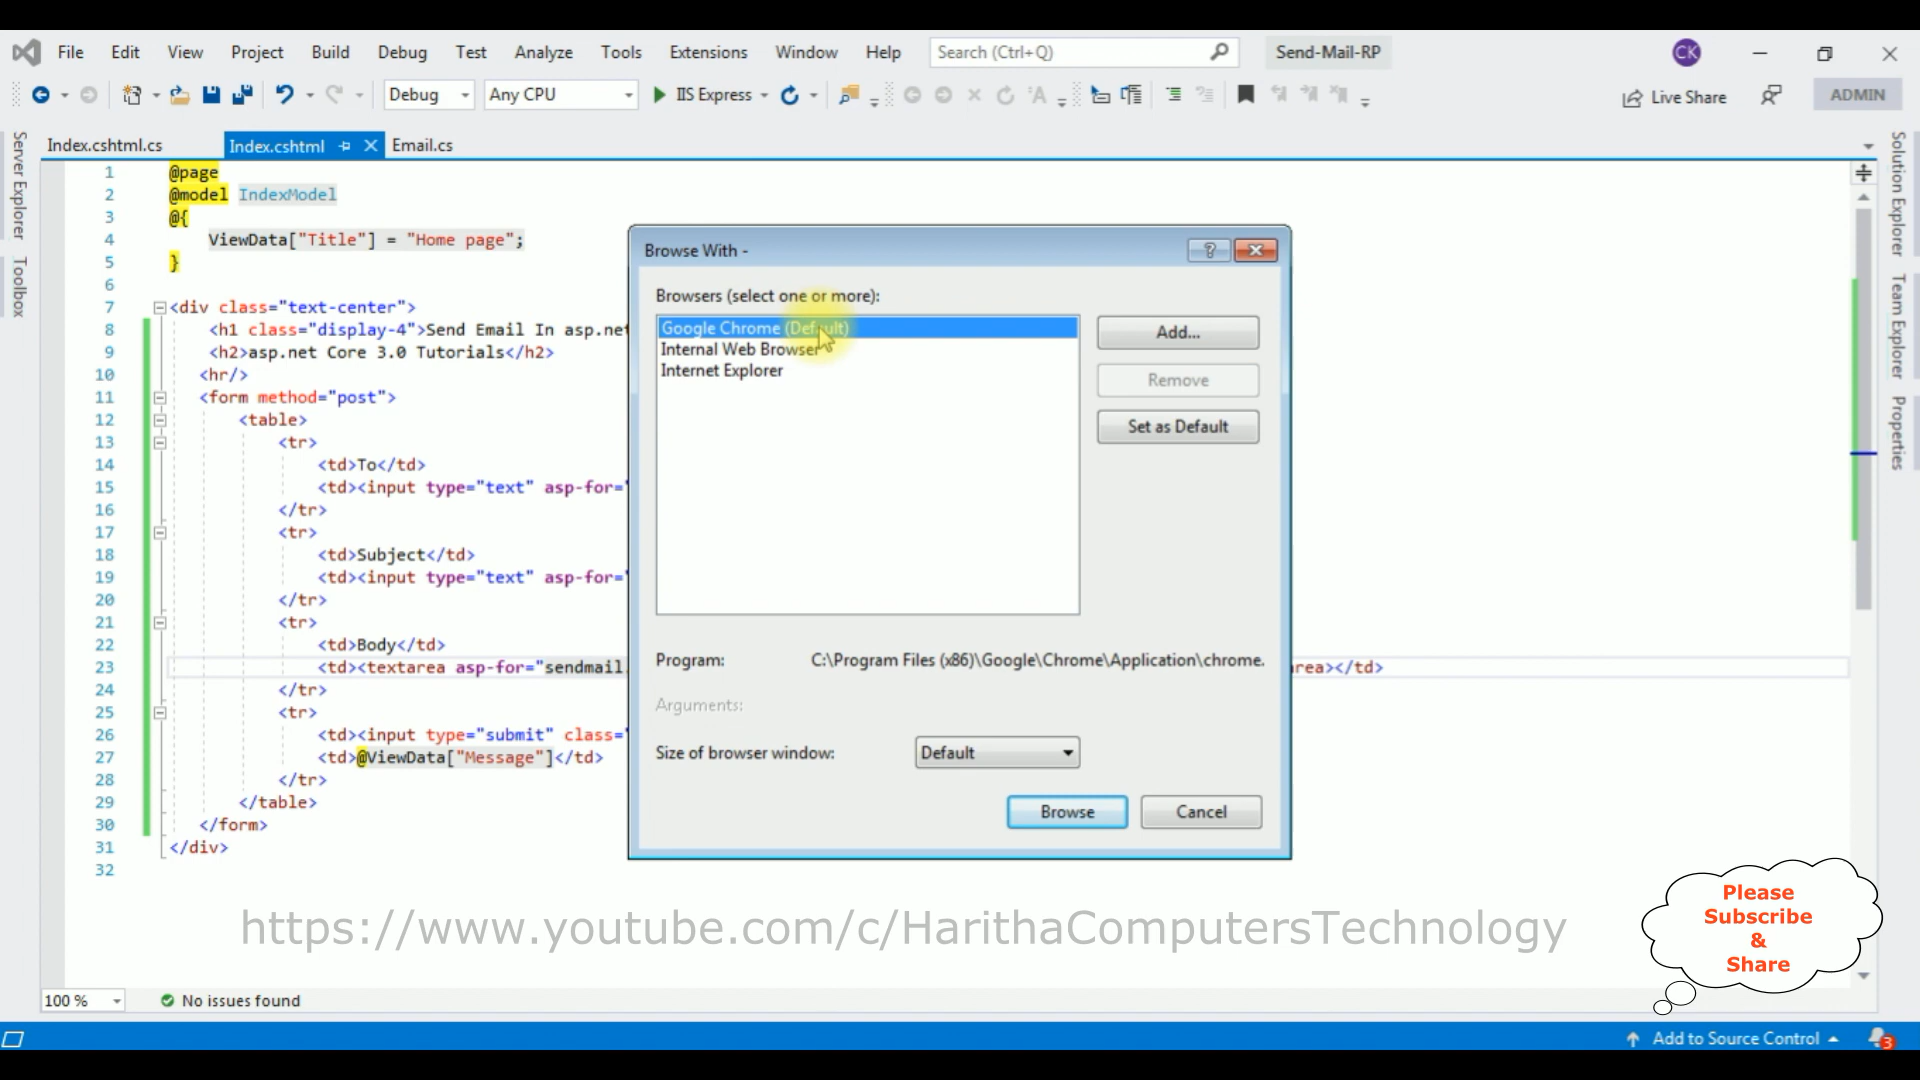 File Edit View Project Build Debug Test Analyze Tools Extensions Window Help Search (Ctrl+Q) Send-Mail-RP CK
Debug Any CPU IIS Express Live Share ADMIN
Index.cshtml.cs Index.cshtml Email.cs
Server Explorer
Toolbox
Solution Explorer
Team Explorer
Properties
1 @page
2 @model IndexModel
3 @{
4 ViewData["Title"] = "Home page";
5 }
6
7 <div class="text-center">
8 <h1 class="display-4">Send Email In asp.net
9 <h2>asp.net Core 3.0 Tutorials</h2>
10 <hr/>
11 <form method="post">
12 <table>
13 <tr>
14 <td>To</td>
15 <td><input type="text" asp-for="
16 </tr>
17 <tr>
18 <td>Subject</td>
19 <td><input type="text" asp-for="
20 </tr>
21 <tr>
22 <td>Body</td>
23 <td><textarea asp-for="sendmail. rea></td>
24 </tr>
25 <tr>
26 <td><input type="submit" class="
27 <td>@ViewData["Message"]</td>
28 </tr>
29 </table>
30 </form>
31 </div>
32
Browse With -
Browsers (select one or more):
Google Chrome (Default)
Internal Web Browser
Internet Explorer
Add...
Remove
Set as Default
Program: C:\Program Files (x86)\Google\Chrome\Application\chrome.
Arguments:
Size of browser window: Default
Browse Cancel
https://www.youtube.com/c/HarithaComputersTechnology
Please
Subscribe
&
Share
100 % No issues found
Add to Source Control 3